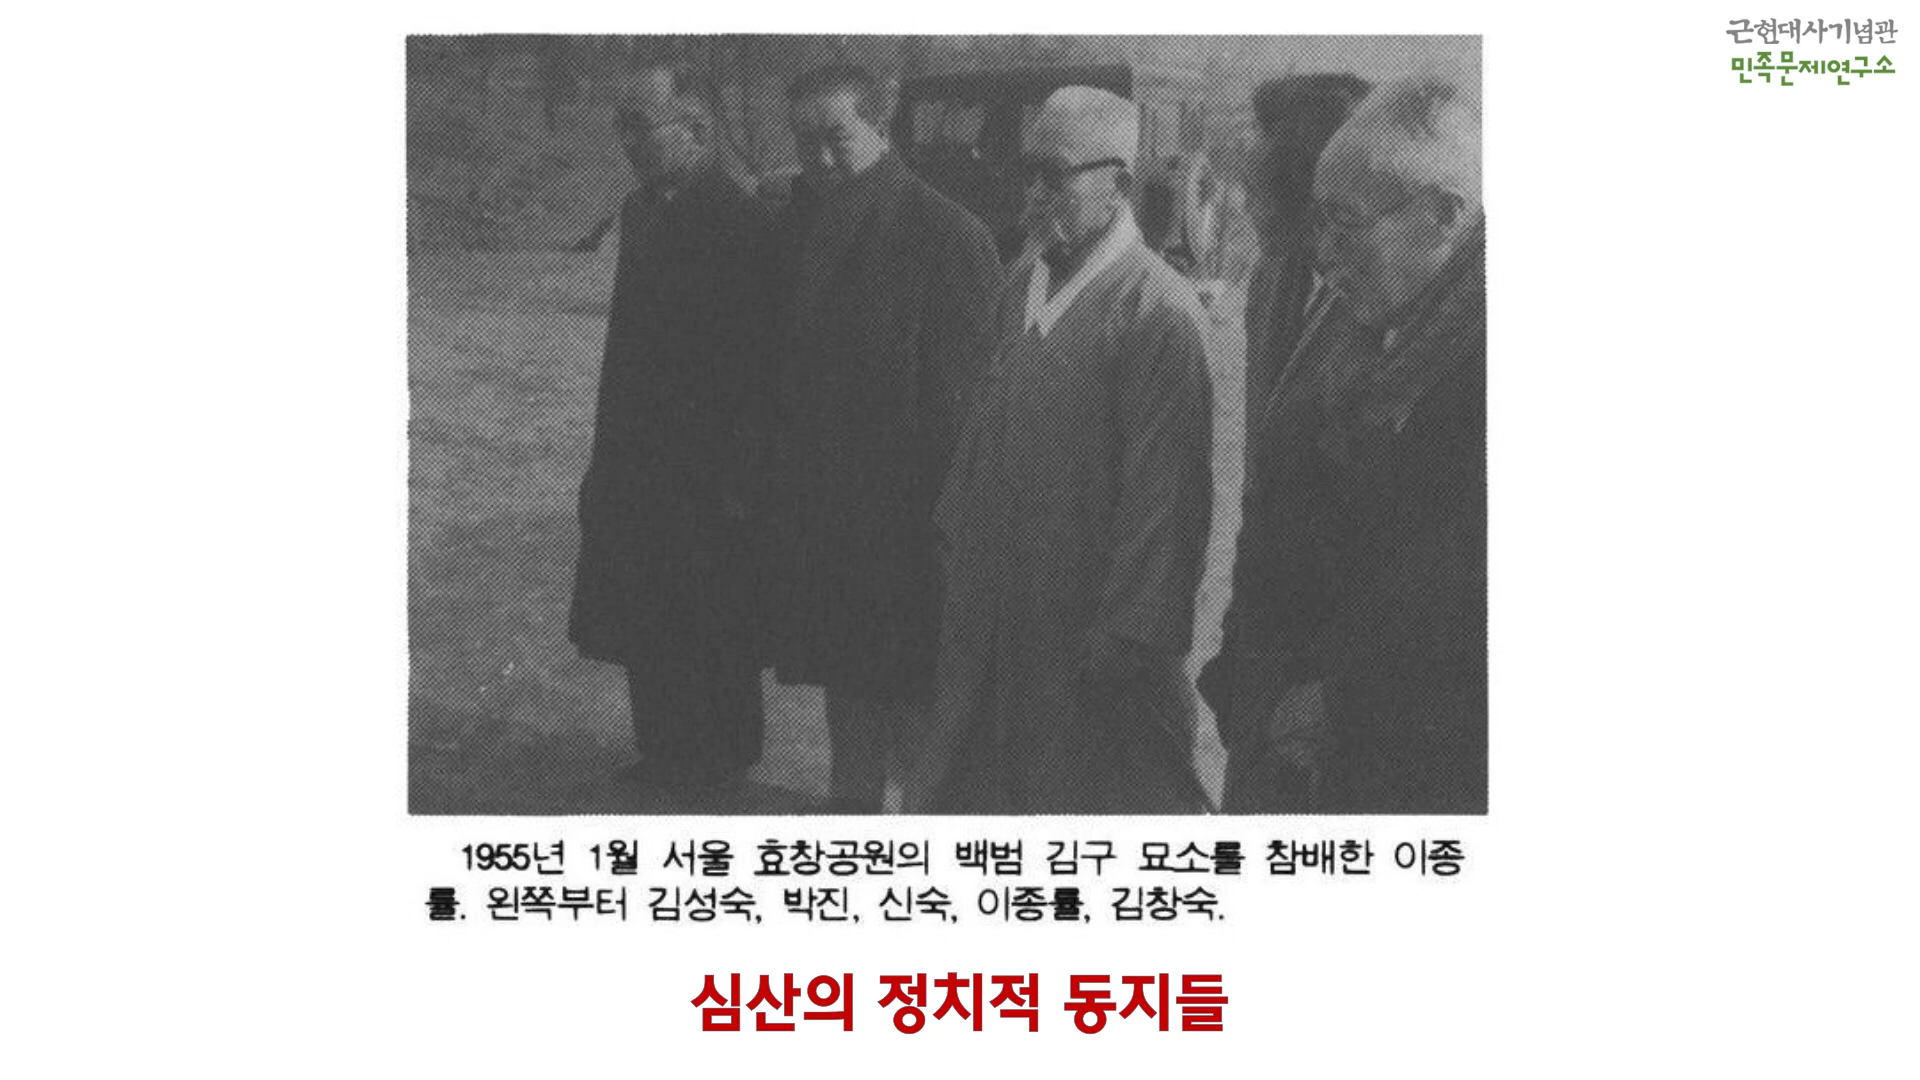 근현대사기념관
민족문제연구소
1955년 1월 서울 효창공원의 백범 김구 묘소를 참배한 이종
률. 왼쪽부터 김성숙, 박진, 신숙, 이종률, 김창숙.
심산의 정치적 동지들